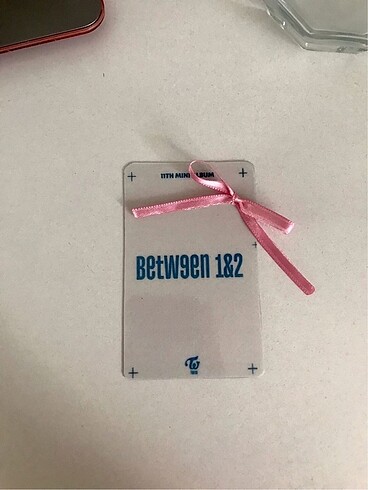 11TH MINI ALBUM
BETW9EN 1&2